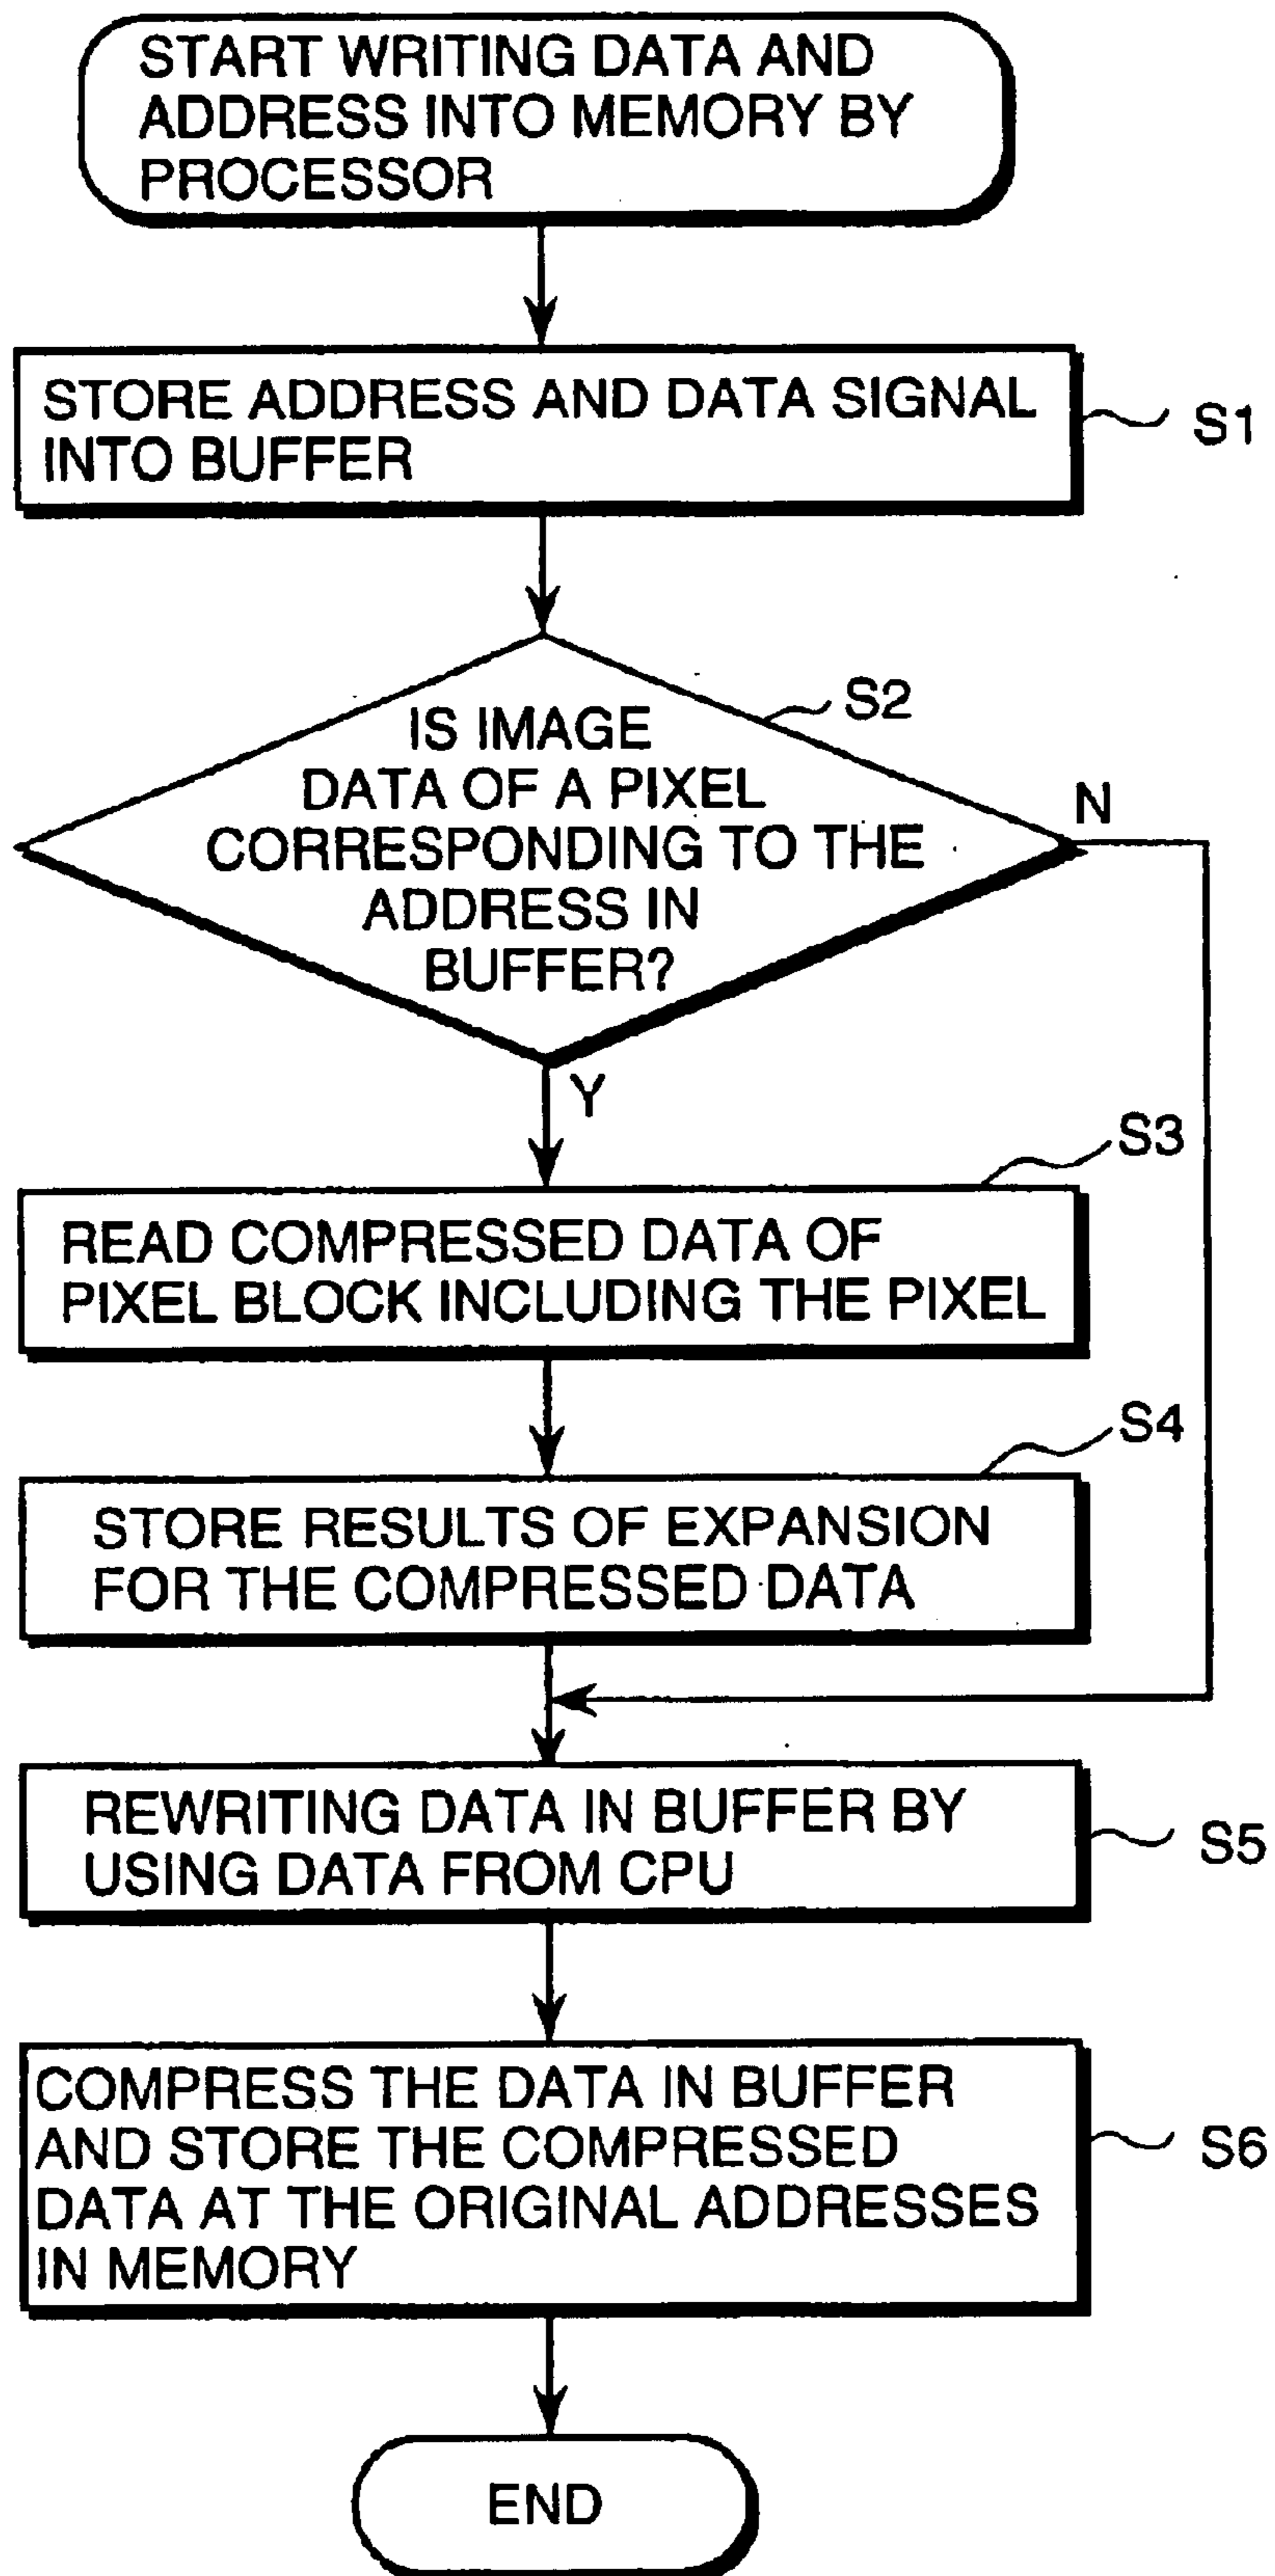 START WRITING DATA AND
ADDRESS INTO MEMORY BY
PROCESSOR
STORE ADDRESS AND DATA SIGNAL
INTO BUFFER
S1
S2
IS IMAGE
DATA OF A PIXEL
CORRESPONDING TO THE
ADDRESS IN
BUFFER?
N
Y
S3
READ COMPRESSED DATA OF
PIXEL BLOCK INCLUDING THE PIXEL
S4
STORE RESULTS OF EXPANSION
FOR THE COMPRESSED DATA
REWRITING DATA IN BUFFER BY
USING DATA FROM CPU
S5
COMPRESS THE DATA IN BUFFER
AND STORE THE COMPRESSED
DATA AT THE ORIGINAL ADDRESSES
IN MEMORY
S6
END